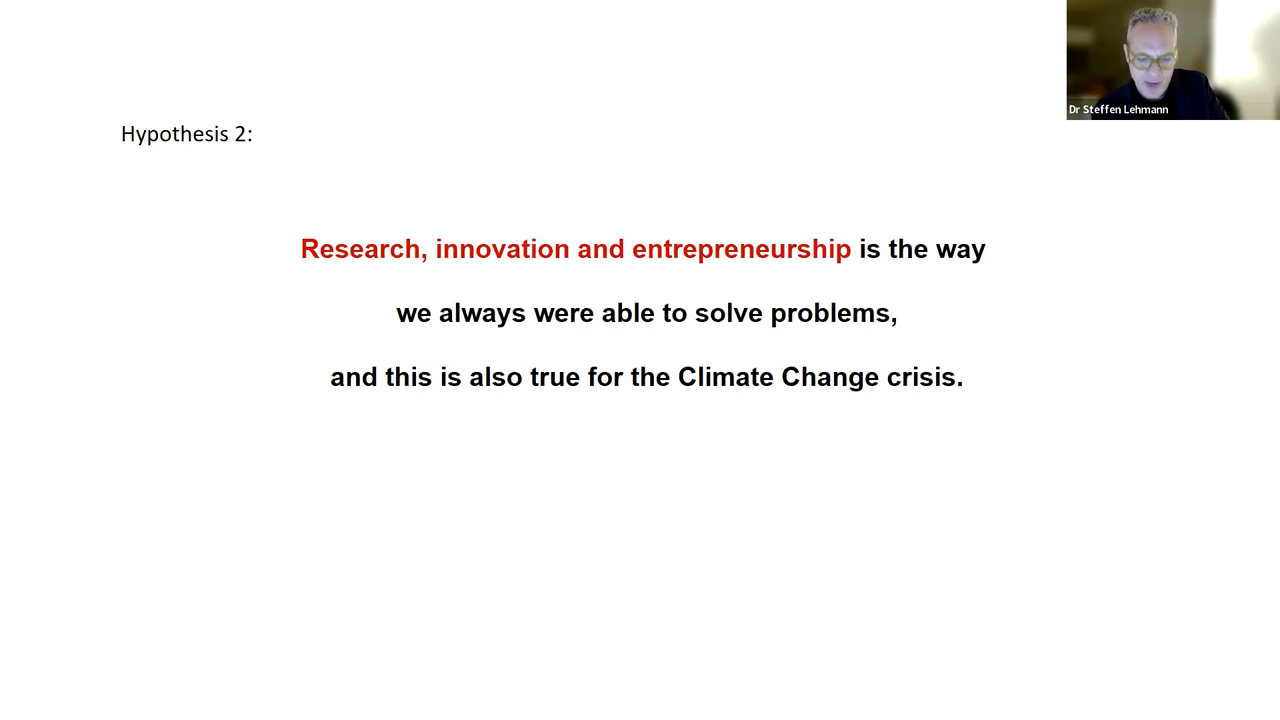 Dr Steffen Lehmann
Hypothesis 2:
Research, innovation and entrepreneurship is the way
we always were able to solve problems,
and this is also true for the Climate Change crisis.